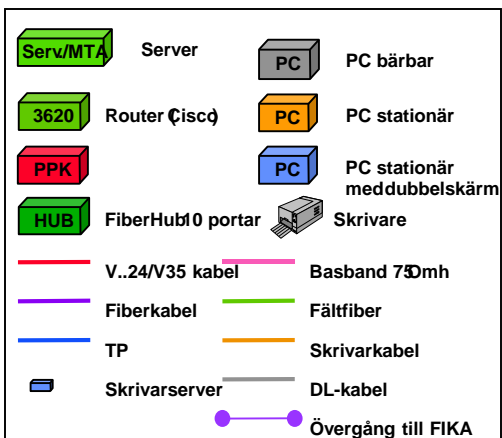 Serv./MTA Server
PC PC bärbar
3620 Router (Cisco)
PC PC stationär
PPK
PC PC stationär
meddubbelskärm
HUB FiberHub10 portar
Skrivare
V..24/V35 kabel
Basband 75Omh
Fiberkabel
Fältfiber
TP
Skrivarkabel
Skrivarserver
DL-kabel
Övergång till FIKA